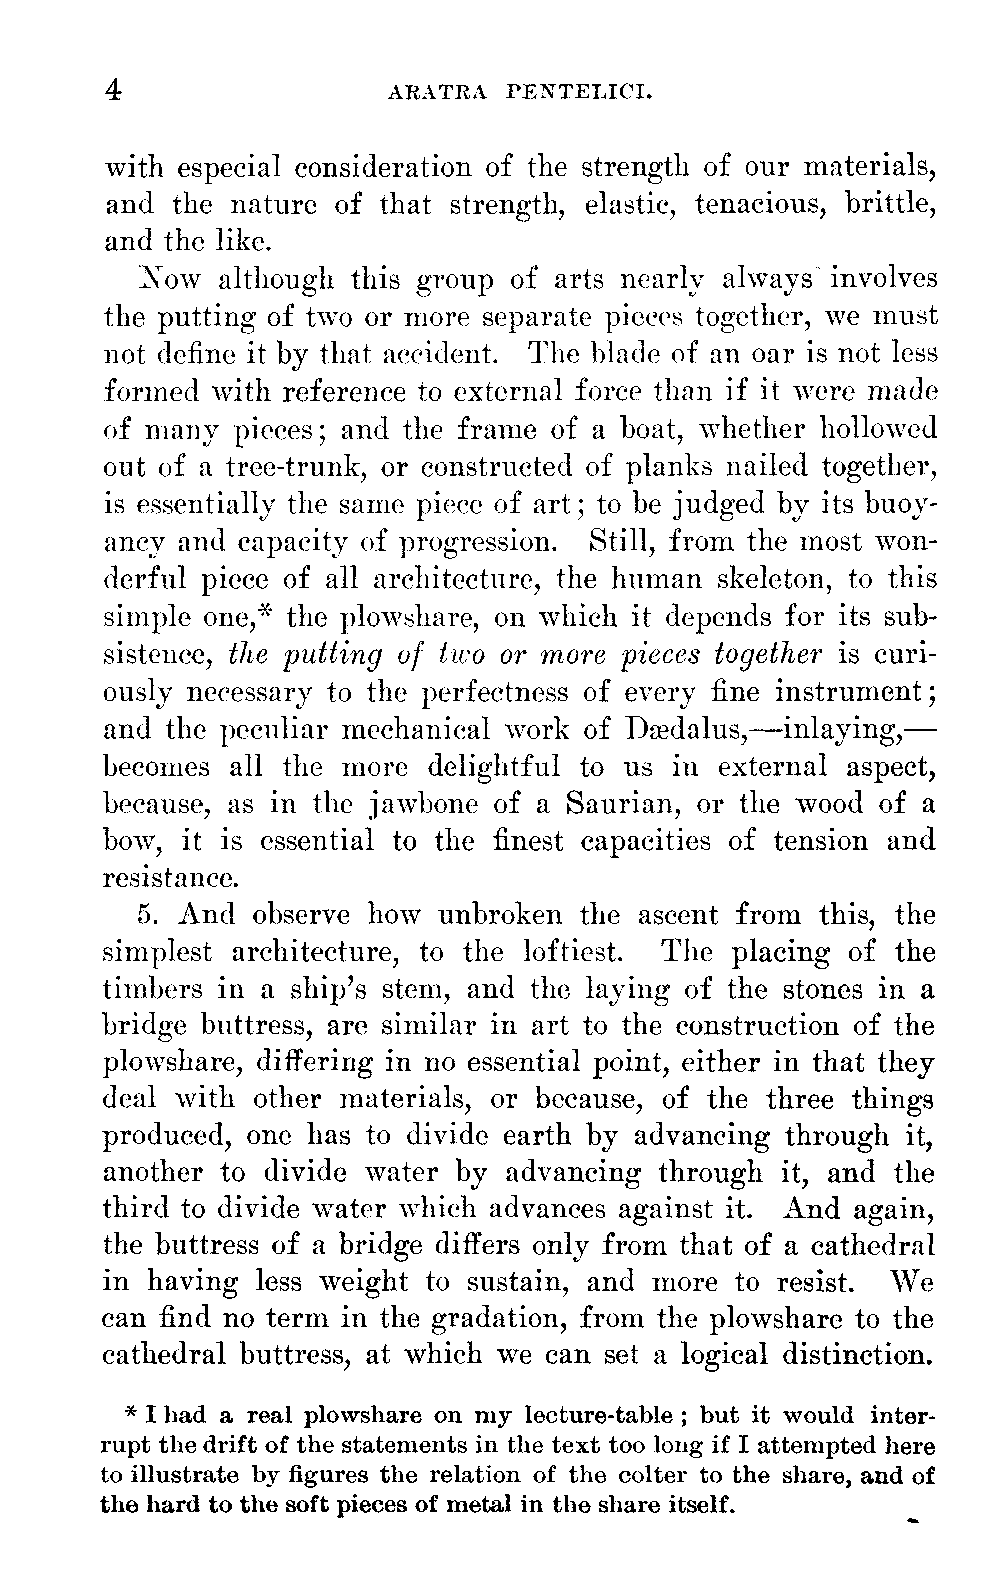 4 ARATRA PENTELICI.
with especial consideration of the strength of our materials,
and the nature of that strength, elastic, tenacious, brittle,
and the like.
Now although this group of arts nearly always involves
the putting of two or more separate pieces together, we must
not define it by that accident. The blade of an oar is not less
formed with reference to external force than if it were made
of many pieces; and the frame of a boat, whether hollowed
out of a tree-trunk, or constructed of planks nailed together,
is essentially the same piece of art; to be judged by its buoy-
ancy and capacity of progression. Still, from the most won-
derful piece of all architecture, the human skeleton, to this
simple one,* the plowshare, on which it depends for its sub-
sistence, the putting of two or more pieces together is curi-
ously necessary to the perfectness of every fine instrument;
and the peculiar mechanical work of Dædalus,—inlaying,—
becomes all the more delightful to us in external aspect,
because, as in the jawbone of a Saurian, or the wood of a
bow, it is essential to the finest capacities of tension and
resistance.
5. And observe how unbroken the ascent from this, the
simplest architecture, to the loftiest. The placing of the
timbers in a ship's stem, and the laying of the stones in a
bridge buttress, are similar in art to the construction of the
plowshare, differing in no essential point, either in that they
deal with other materials, or because, of the three things
produced, one has to divide earth by advancing through it,
another to divide water by advancing through it, and the
third to divide water which advances against it. And again,
the buttress of a bridge differs only from that of a cathedral
in having less weight to sustain, and more to resist. We
can find no term in the gradation, from the plowshare to the
cathedral buttress, at which we can set a logical distinction.
* I had a real plowshare on my lecture-table; but it would inter-
rupt the drift of the statements in the text too long if I attempted here
to illustrate by figures the relation of the colter to the share, and of
the hard to the soft pieces of metal in the share itself.